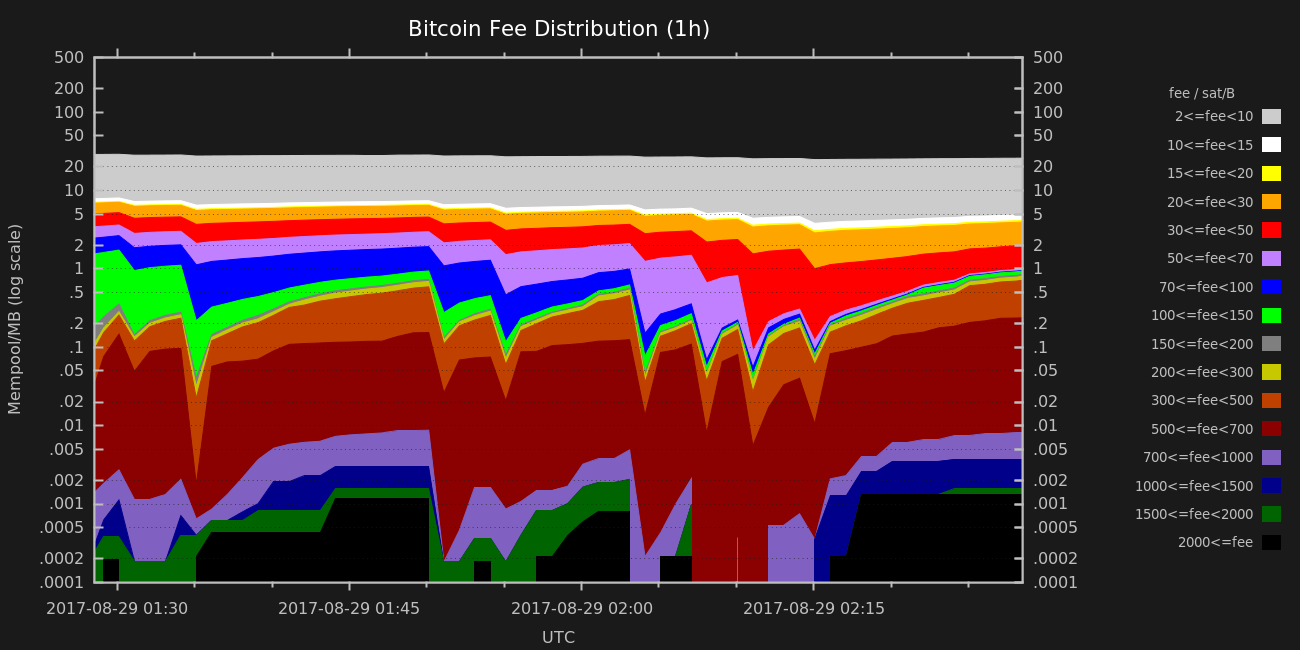 Bitcoin Fee Distribution (1h)
500 500
200 200
100 100
50 50
20 20
10 10
5 5
2 2
1 1
.5 .5
.2 .2
.1 .1
.05 .05
.02 .02
.01 .01
.005 .005
.002 .002
.001 .001
.0005 .0005
.0002 .0002
.0001 .0001
Mempool/MB (log scale)
2017-08-29 01:30 2017-08-29 01:45 2017-08-29 02:00 2017-08-29 02:15
UTC
fee / sat/B
2<=fee<10
10<=fee<15
15<=fee<20
20<=fee<30
30<=fee<50
50<=fee<70
70<=fee<100
100<=fee<150
150<=fee<200
200<=fee<300
300<=fee<500
500<=fee<700
700<=fee<1000
1000<=fee<1500
1500<=fee<2000
2000<=fee